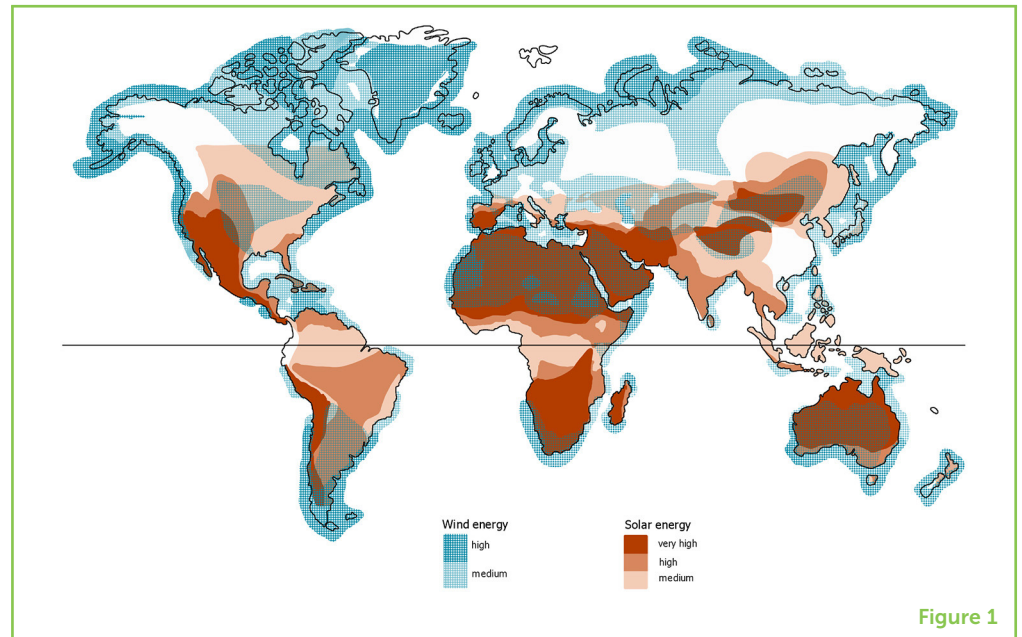 Wind energy
high
medium
Solar energy
very high
high
medium
Figure 1